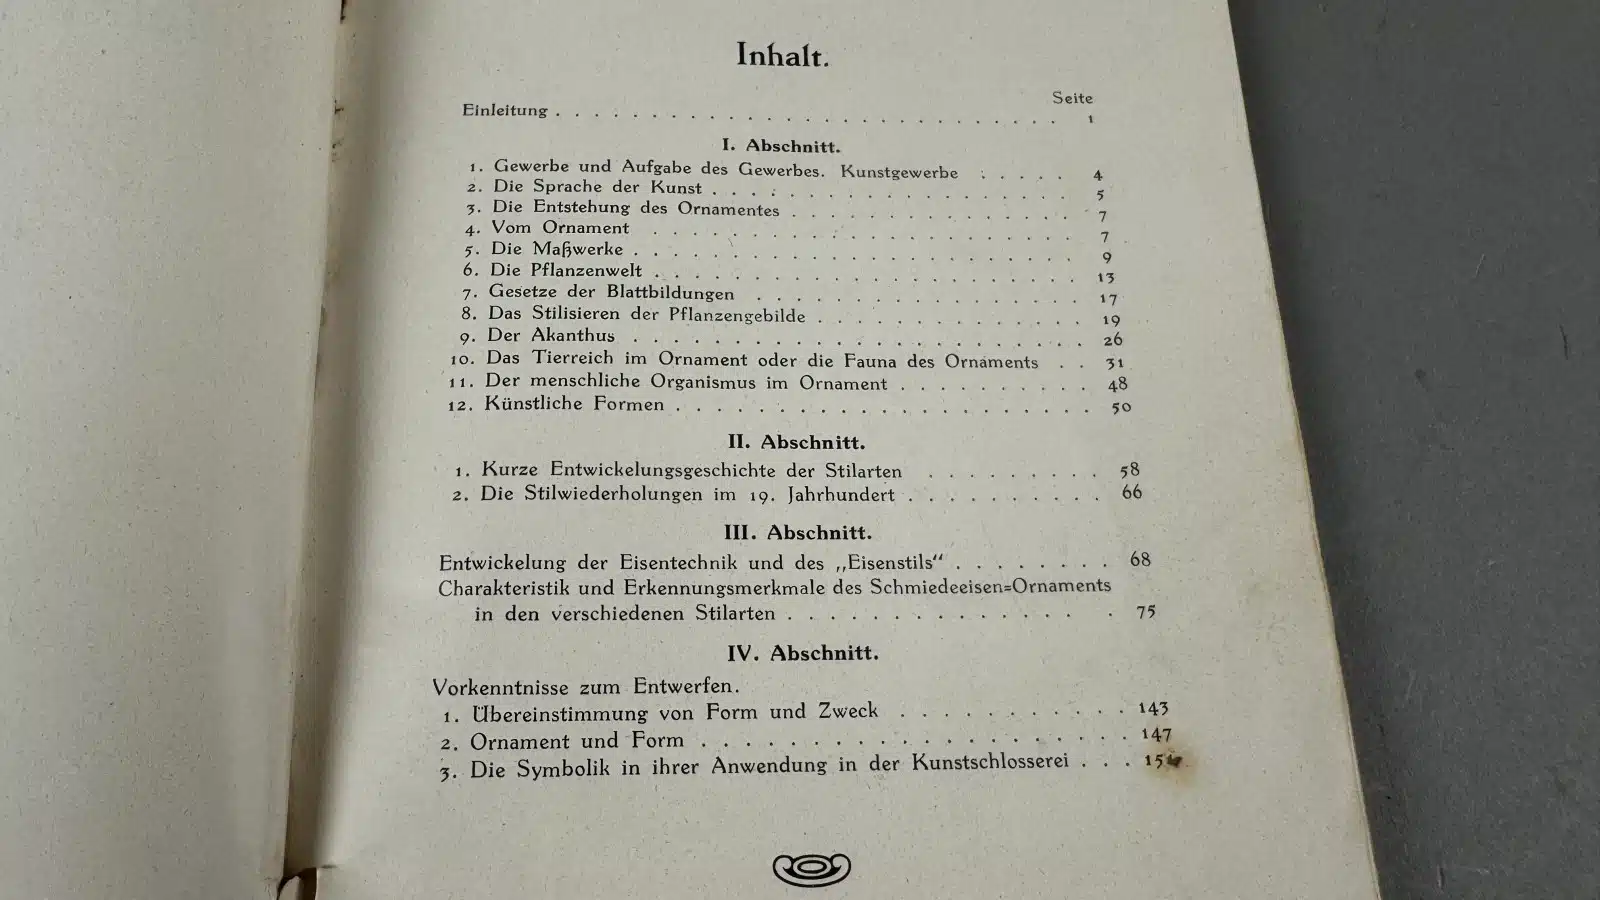 Inhalt.
Seite
Einleitung . . . . . . . . . . . . . . . . . . . . . . . . . . . 1
I. Abschnitt.
1. Gewerbe und Aufgabe des Gewerbes. Kunstgewerbe . . . . . 4
2. Die Sprache der Kunst . . . . . . . . . . . . . . . . . . . 5
3. Die Entstehung des Ornamentes . . . . . . . . . . . . . . . 7
4. Vom Ornament . . . . . . . . . . . . . . . . . . . . . 7
5. Die Maßwerke . . . . . . . . . . . . . . . . . . . . . . . 9
6. Die Pflanzenwelt . . . . . . . . . . . . . . . . . . . . . . 13
7. Gesetze der Blattbildungen . . . . . . . . . . . . . . . . 17
8. Das Stilisieren der Pflanzengebilde . . . . . . . . . . . . . . 19
9. Der Akanthus . . . . . . . . . . . . . . . . . . . . . . . 26
10. Das Tierreich im Ornament oder die Fauna des Ornaments . . 31
11. Der menschliche Organismus im Ornament . . . . . . . . . . 48
12. Künstliche Formen . . . . . . . . . . . . . . . . . . . . . 50
II. Abschnitt.
1. Kurze Entwickelungsgeschichte der Stilarten . . . . . . . . . 58
2. Die Stilwiederholungen im 19. Jahrhundert . . . . . . . . . . 66
III. Abschnitt.
Entwickelung der Eisentechnik und des „Eisenstils“ . . . . . . . . 68
Charakteristik und Erkennungsmerkmale des Schmiedeeisen=Ornaments
in den verschiedenen Stilarten . . . . . . . . . . . . . . 75
IV. Abschnitt.
Vorkenntnisse zum Entwerfen.
1. Übereinstimmung von Form und Zweck . . . . . . . . . . . 143
2. Ornament und Form . . . . . . . . . . . . . . . . . . . 147
3. Die Symbolik in ihrer Anwendung in der Kunstschlosserei . . .